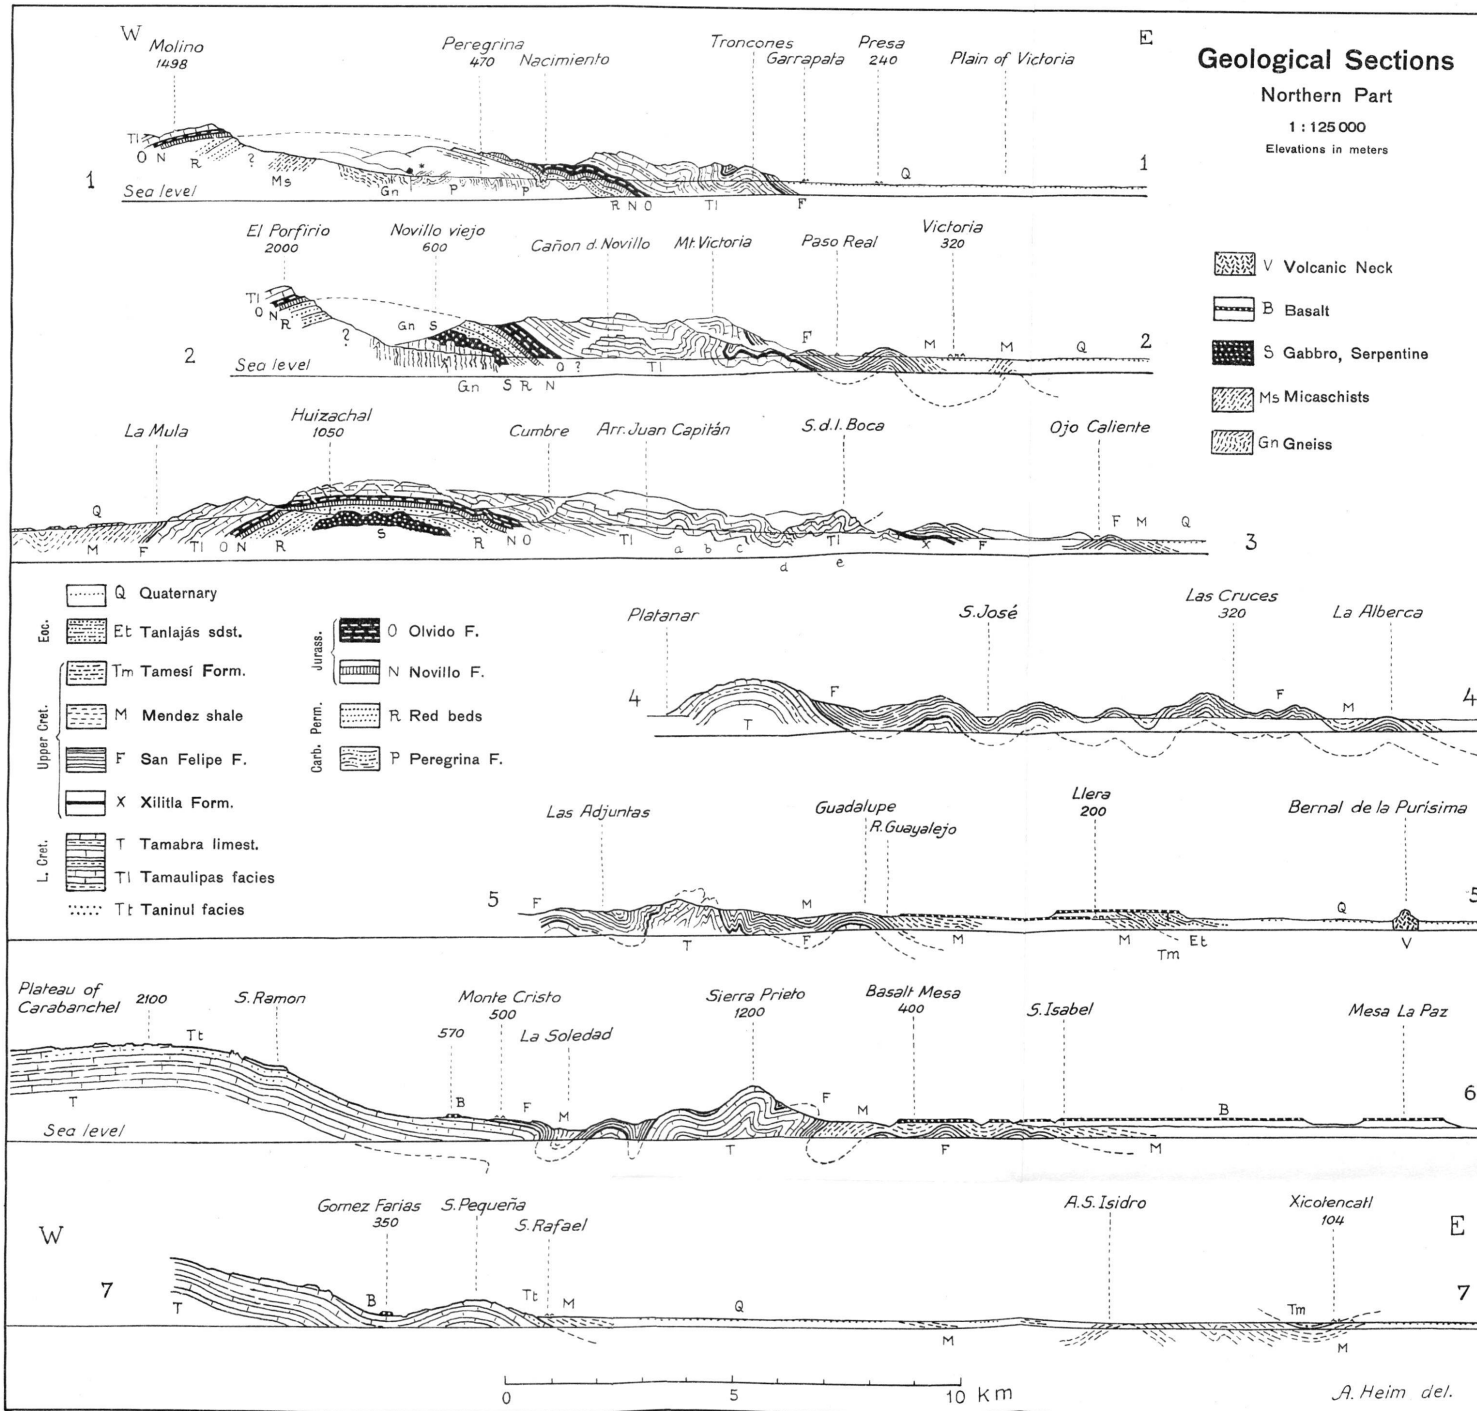 W
E
Geological Sections
Northern Part
1 : 125 000
Elevations in meters
Molino
1498
Peregrina
470
Nacimiento
Troncones
Garrapata
Presa
240
Plain of Victoria
Tl
O N
R
?
Ms
Gn
P
P
R N O
Tl
F
Q
1
1
Sea level
El Porfirio
2000
Novillo viejo
600
Cañon d. Novillo
Mt. Victoria
Paso Real
Victoria
320
Tl
O N
R
?
Gn S
F
M
M
Q
2
2
Sea level
Gn S R N O ? Tl
V Volcanic Neck
B Basalt
S Gabbro, Serpentine
Ms Micaschists
Gn Gneiss
La Mula
Huizachal
1050
Cumbre
Arr. Juan Capitán
S. d. l. Boca
Ojo Caliente
Q
M F Tl O N R S R N O Tl a b c d Tl e X F
F M Q
3
Q Quaternary
Eoc.
Et Tanlajás sdst.
Upper Cret.
Tm Tamesí Form.
M Mendez shale
F San Felipe F.
X Xilitla Form.
L. Cret.
T Tamabra limest.
Tl Tamaulipas facies
Tt Taninul facies
Jurass.
O Olvido F.
N Novillo F.
Carb. Perm.
R Red beds
P Peregrina F.
Platanar
S. José
Las Cruces
320
La Alberca
4
T
F
F
M
4
Las Adjuntas
Guadalupe
R. Guayalejo
Llera
200
Bernal de la Purísima
5
F
T
M
F
M
M
Tm
Et
Q
V
5
Plateau of
Carabanchel
2100
S. Ramon
570
Monte Cristo
500
La Soledad
Sierra Prieto
1200
Basalt Mesa
400
S. Isabel
Mesa La Paz
Tt
T
B
F
M
T
F
M
F
B
M
6
Sea level
W
E
Gomez Farias
350
S. Pequeña
S. Rafael
A. S. Isidro
Xicotencatl
104
7
T
B
Tt
M
Q
M
Tm
M
7
0 5 10 km
A. Heim del.